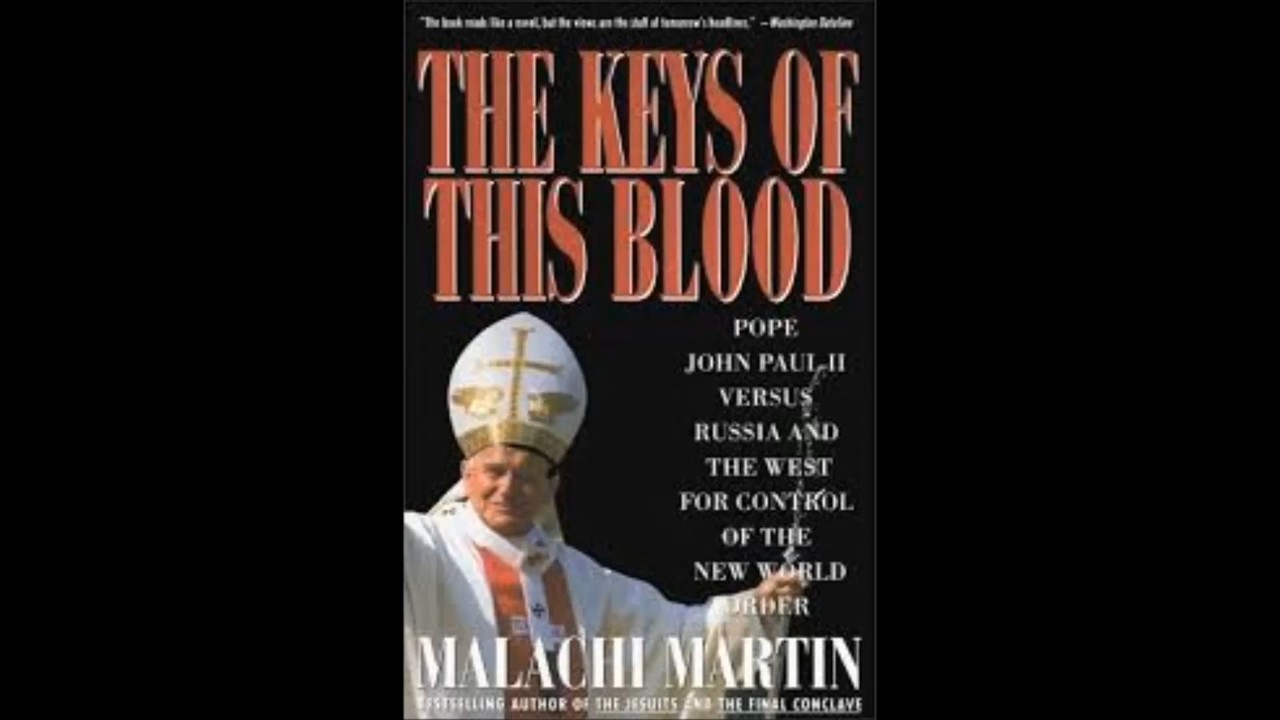 "The book reads like a novel, but the views are the stuff of tomorrow's headlines." —Washington Dateline
THE KEYS OF
THIS BLOOD
POPE
JOHN PAUL II
VERSUS
RUSSIA AND
THE WEST
FOR CONTROL
OF THE
NEW WORLD
ORDER
MALACHI MARTIN
BESTSELLING AUTHOR OF THE JESUITS AND THE FINAL CONCLAVE